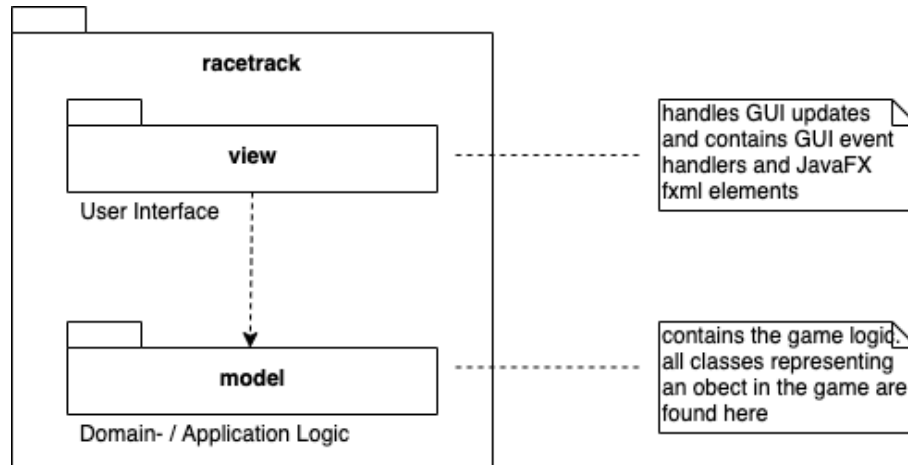 racetrack
view
User Interface
handles GUI updates
and contains GUI event
handlers and JavaFX
fxml elements
model
Domain- / Application Logic
contains the game logic.
all classes representing
an obect in the game are
found here